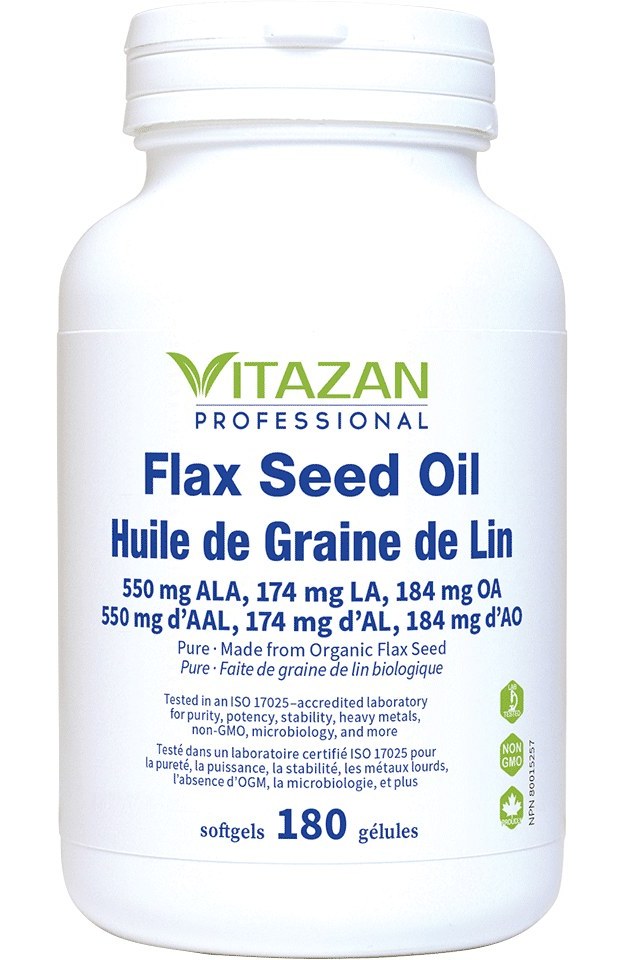 VITAZAN
PROFESSIONAL
Flax Seed Oil
Huile de Graine de Lin
550 mg ALA, 174 mg LA, 184 mg OA
550 mg d’AAL, 174 mg d’AL, 184 mg d’AO
Pure · Made from Organic Flax Seed
Pure · Faite de graine de lin biologique
Tested in an ISO 17025–accredited laboratory
for purity, potency, stability, heavy metals,
non-GMO, microbiology, and more
Testé dans un laboratoire certifié ISO 17025 pour
la pureté, la puissance, la stabilité, les métaux lourds,
l’absence d’OGM, la microbiologie, et plus
softgels 180 gélules
LAB
TESTED
NON
GMO
PROUDLY
NPN 80015257